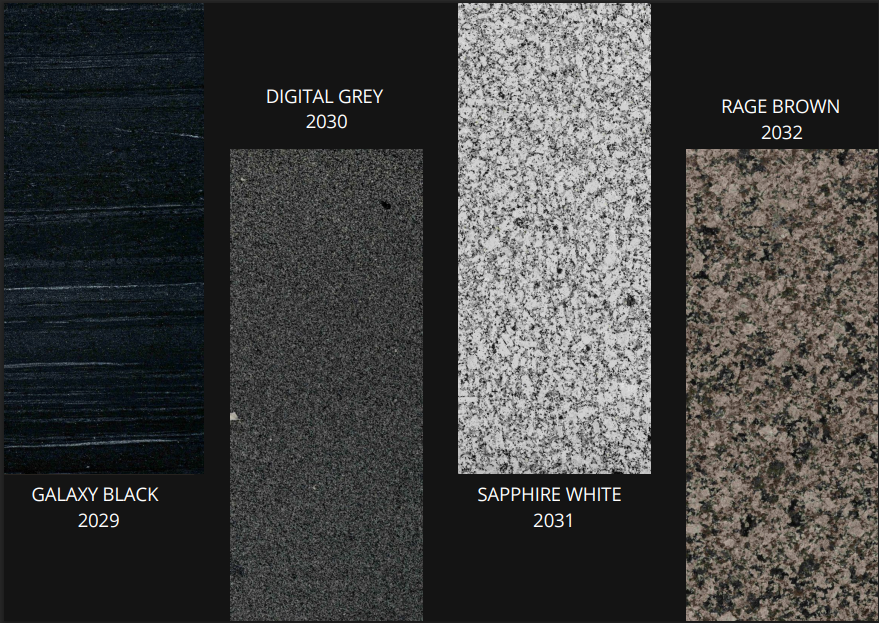 GALAXY BLACK
2029
DIGITAL GREY
2030
SAPPHIRE WHITE
2031
RAGE BROWN
2032